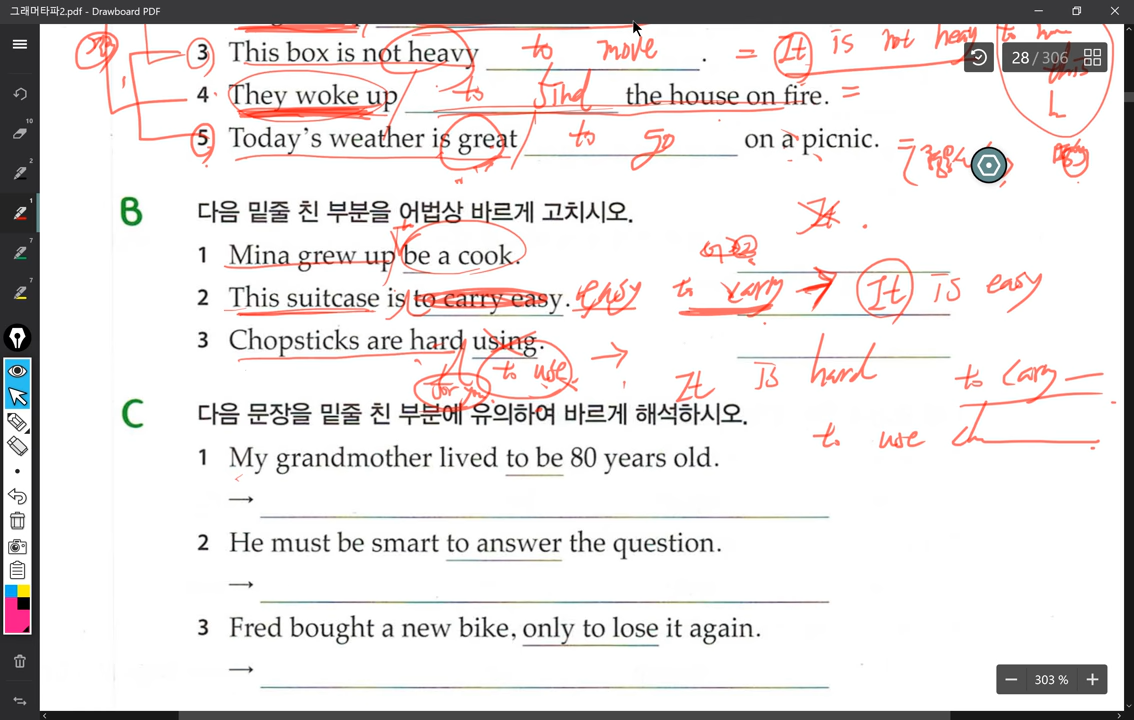 그래머타파2.pdf - Drawboard PDF
28 / 306
3 This box is not heavy to move . = It is not heavy to
4 They woke up to find the house on fire. =
5 Today's weather is great to go on a picnic.
B 다음 밑줄 친 부분을 어법상 바르게 고치시오.
1 Mina grew up be a cook.
2 This suitcase is to carry easy. easy to carry → It is easy
to carry
3 Chopsticks are hard using. to use →
It is hard
to use
C 다음 문장을 밑줄 친 부분에 유의하여 바르게 해석하시오.
1 My grandmother lived to be 80 years old.
→
2 He must be smart to answer the question.
→
3 Fred bought a new bike, only to lose it again.
→
303 %
10
2
1
7
7